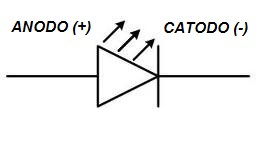 ANODO (+) CATODO (-)